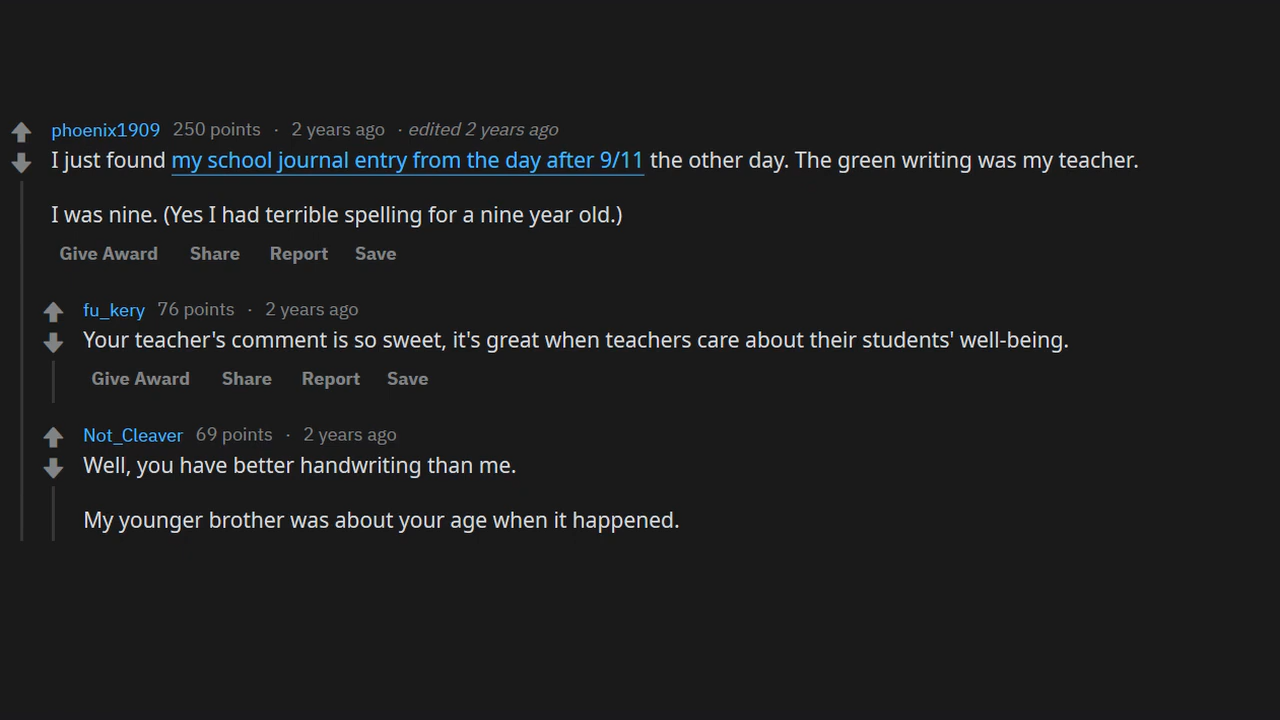 phoenix1909 250 points · 2 years ago · edited 2 years ago
I just found my school journal entry from the day after 9/11 the other day. The green writing was my teacher.
I was nine. (Yes I had terrible spelling for a nine year old.)
Give Award Share Report Save
fu_kery 76 points · 2 years ago
Your teacher's comment is so sweet, it's great when teachers care about their students' well-being.
Give Award Share Report Save
Not_Cleaver 69 points · 2 years ago
Well, you have better handwriting than me.
My younger brother was about your age when it happened.